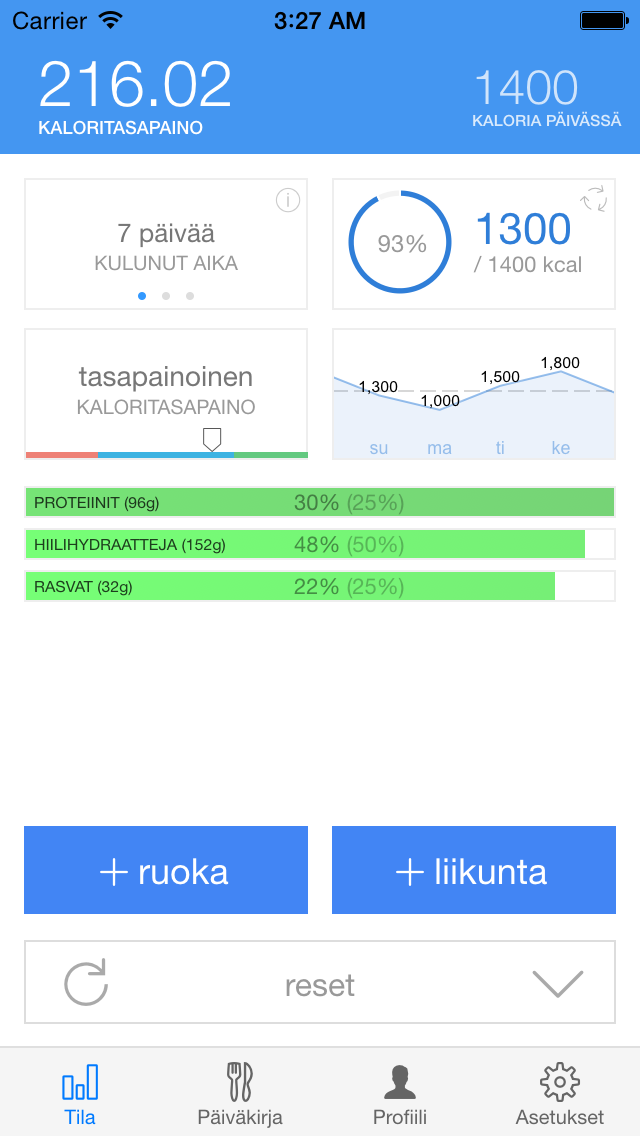 Carrier 3:27 AM
216.02
KALORITASAPAINO
1400
KALORIA PÄIVÄSSÄ
7 päivää
KULUNUT AIKA
93%
1300
/ 1400 kcal
tasapainoinen
KALORITASAPAINO
1,300
1,000
1,500
1,800
su ma ti ke
PROTEIINIT (96g) 30% (25%)
HIILIHYDRAATTEJA (152g) 48% (50%)
RASVAT (32g) 22% (25%)
+ ruoka
+ liikunta
reset
Tila Päiväkirja Profiili Asetukset